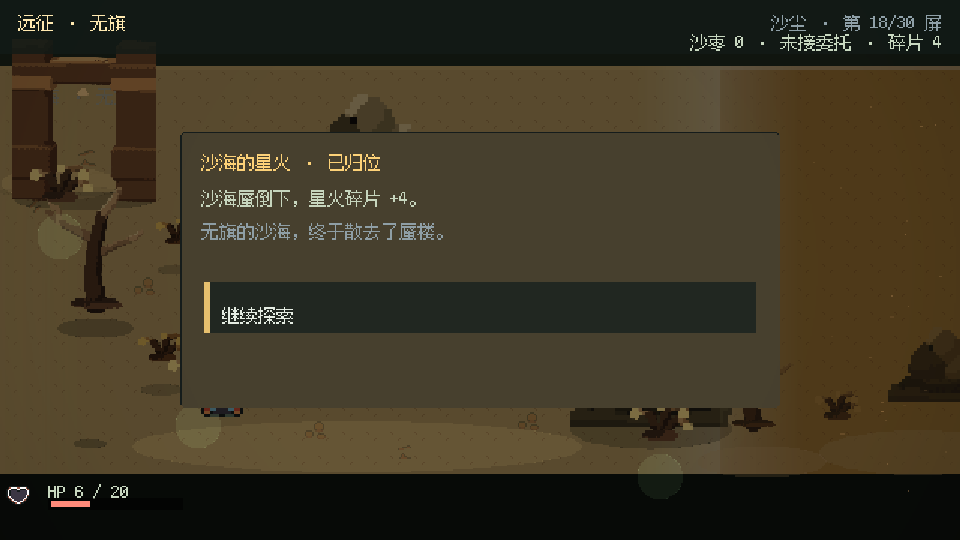 远征 · 无旗
沙尘 · 第 18/30 屏
沙枣 0 · 未接委托 · 碎片 4
沙海的星火 · 已归位
沙海蜃倒下，星火碎片 +4。
无旗的沙海，终于散去了蜃楼。
继续探索
HP 6 / 20